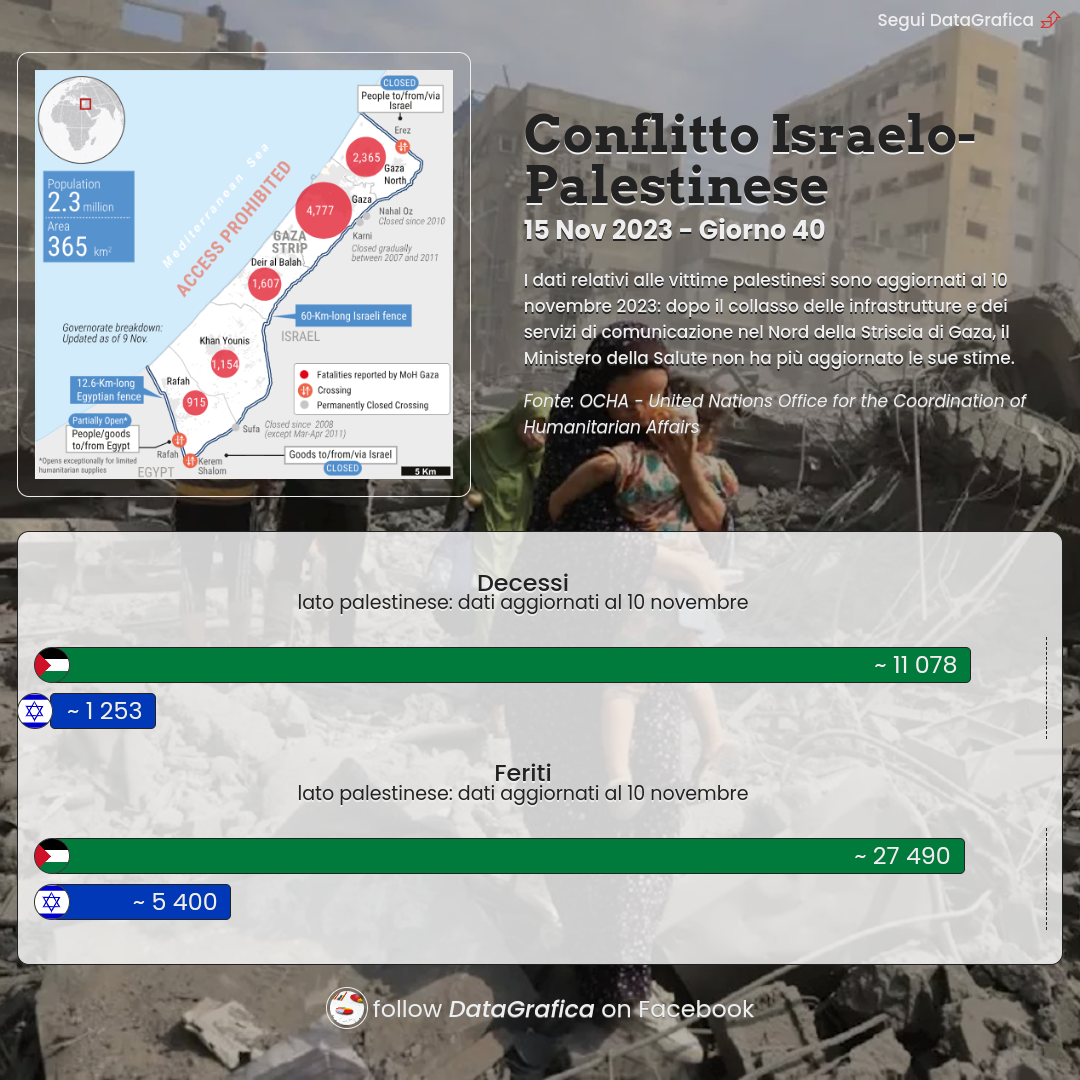 Segui DataGrafica
CLOSED
People to/from/via
Israel
Erez
2,365
Gaza
North
Mediterranean Sea
ACCESS PROHIBITED
Population
2.3 million
Area
365 km²
4,777
Gaza
Nahal Oz
Closed since 2010
Karni
Closed gradually
between 2007 and 2011
GAZA
STRIP
Deir al Balah
1,607
60-Km-long Israeli fence
ISRAEL
Governorate breakdown:
Updated as of 9 Nov.
Khan Younis
1,154
Rafah
915
12.6-Km-long
Egyptian fence
Fatalities reported by MoH Gaza
Crossing
Permanently Closed Crossing
Partially Open*
People/goods
to/from Egypt
Sufa
Closed since 2008
(except Mar-Apr 2011)
Rafah
*Opens exceptionally for limited
humanitarian supplies
EGYPT
Kerem
Shalom
Goods to/from/via Israel
CLOSED
5 Km
Conflitto Israelo-
Palestinese
15 Nov 2023 - Giorno 40
I dati relativi alle vittime palestinesi sono aggiornati al 10
novembre 2023: dopo il collasso delle infrastrutture e dei
servizi di comunicazione nel Nord della Striscia di Gaza, il
Ministero della Salute non ha più aggiornato le sue stime.
Fonte: OCHA - United Nations Office for the Coordination of
Humanitarian Affairs
Decessi
lato palestinese: dati aggiornati al 10 novembre
~ 11 078
~ 1 253
Feriti
lato palestinese: dati aggiornati al 10 novembre
~ 27 490
~ 5 400
follow DataGrafica on Facebook